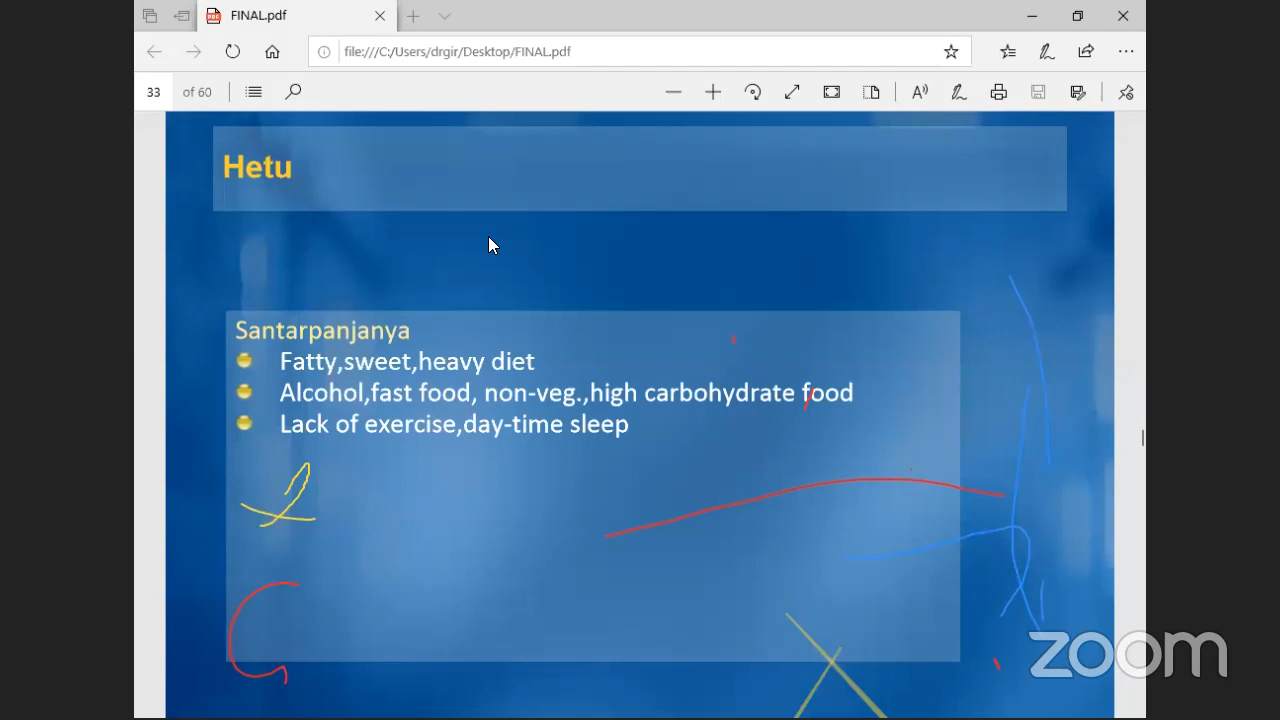 FINAL.pdf
file:///C:/Users/drgir/Desktop/FINAL.pdf
33 of 60
Hetu
Santarpanjanya
Fatty,sweet,heavy diet
Alcohol,fast food, non-veg.,high carbohydrate food
Lack of exercise,day-time sleep
zoom